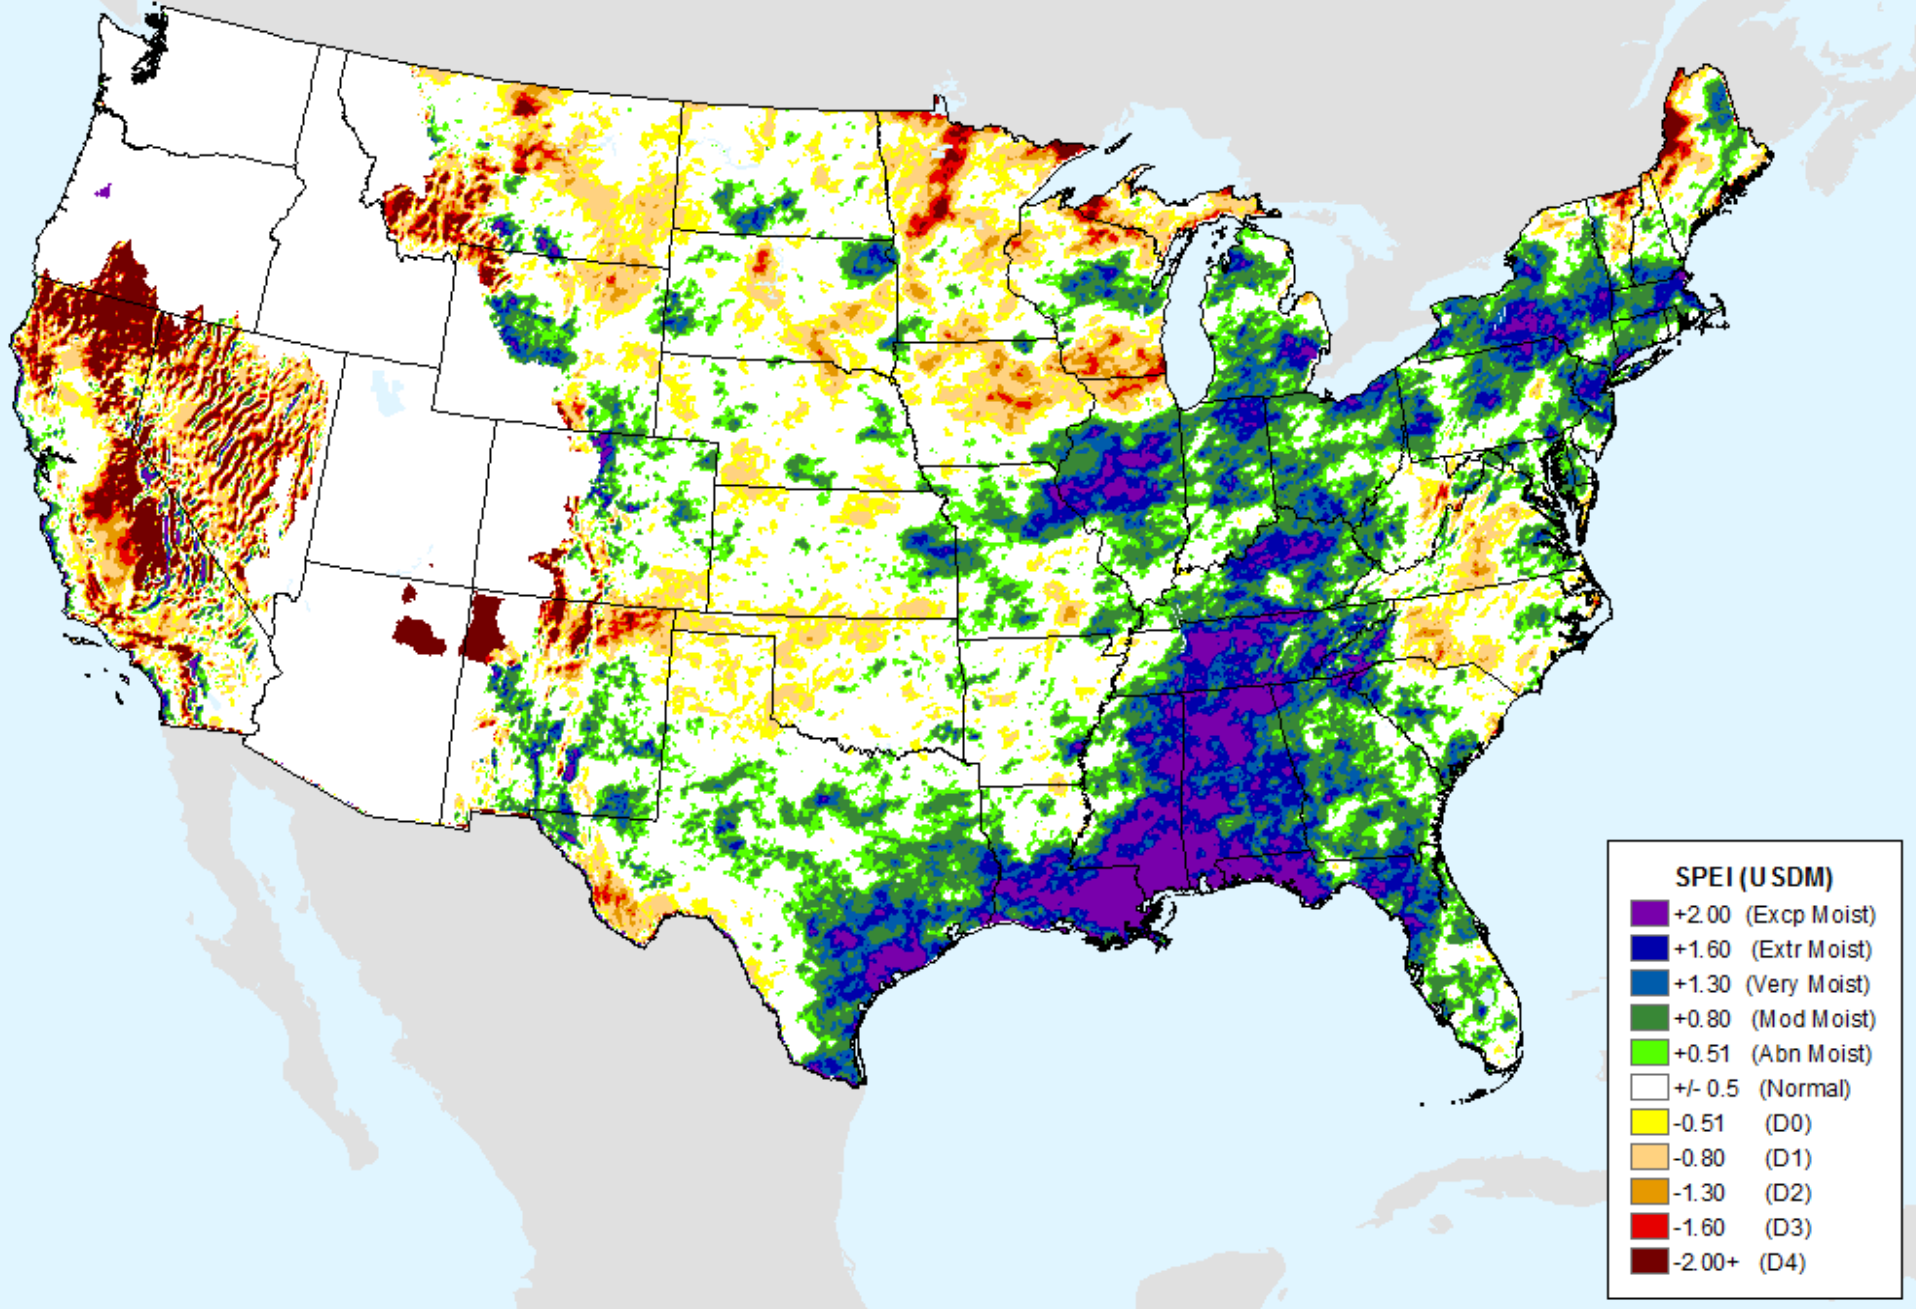 SPEI (USDM)
+2.00 (Excp Moist)
+1.60 (Extr Moist)
+1.30 (Very Moist)
+0.80 (Mod Moist)
+0.51 (Abn Moist)
+/- 0.5 (Normal)
-0.51 (D0)
-0.80 (D1)
-1.30 (D2)
-1.60 (D3)
-2.00+ (D4)